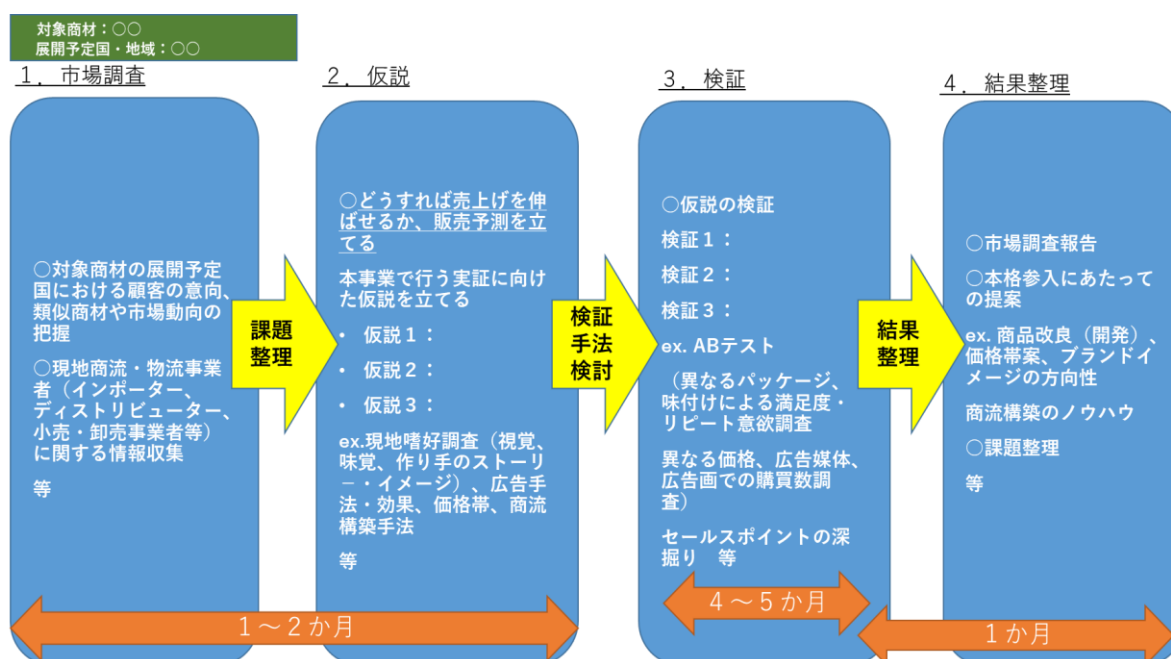 対象商材：○○
展開予定国・地域：○○
１．市場調査
○対象商材の展開予定
国における顧客の意向、
類似商材や市場動向の
把握
○現地商流・物流事業
者（インポーター、
ディストリビューター、
小売・卸売事業者等）
に関する情報収集
等
課題
整理
２．仮説
○どうすれば売上げを伸
ばせるか、販売予測を立
てる
本事業で行う実証に向け
た仮説を立てる
• 仮説１：
• 仮説２：
• 仮説３：
ex.現地嗜好調査（視覚、
味覚、作り手のストーリ
－・イメージ）、広告手
法・効果、価格帯、商流
構築手法
等
検証
手法
検討
３．検証
○仮説の検証
検証１：
検証２：
検証３：
ex. ABテスト
（異なるパッケージ、
味付けによる満足度・
リピート意欲調査
異なる価格、広告媒体、
広告画での購買数調
査）
セールスポイントの深
掘り　等
結果
整理
４．結果整理
○市場調査報告
○本格参入にあたって
の提案
ex. 商品改良（開発）、
価格帯案、ブランドイ
メージの方向性
商流構築のノウハウ
○課題整理
等
１～２か月
４～５か月
１か月